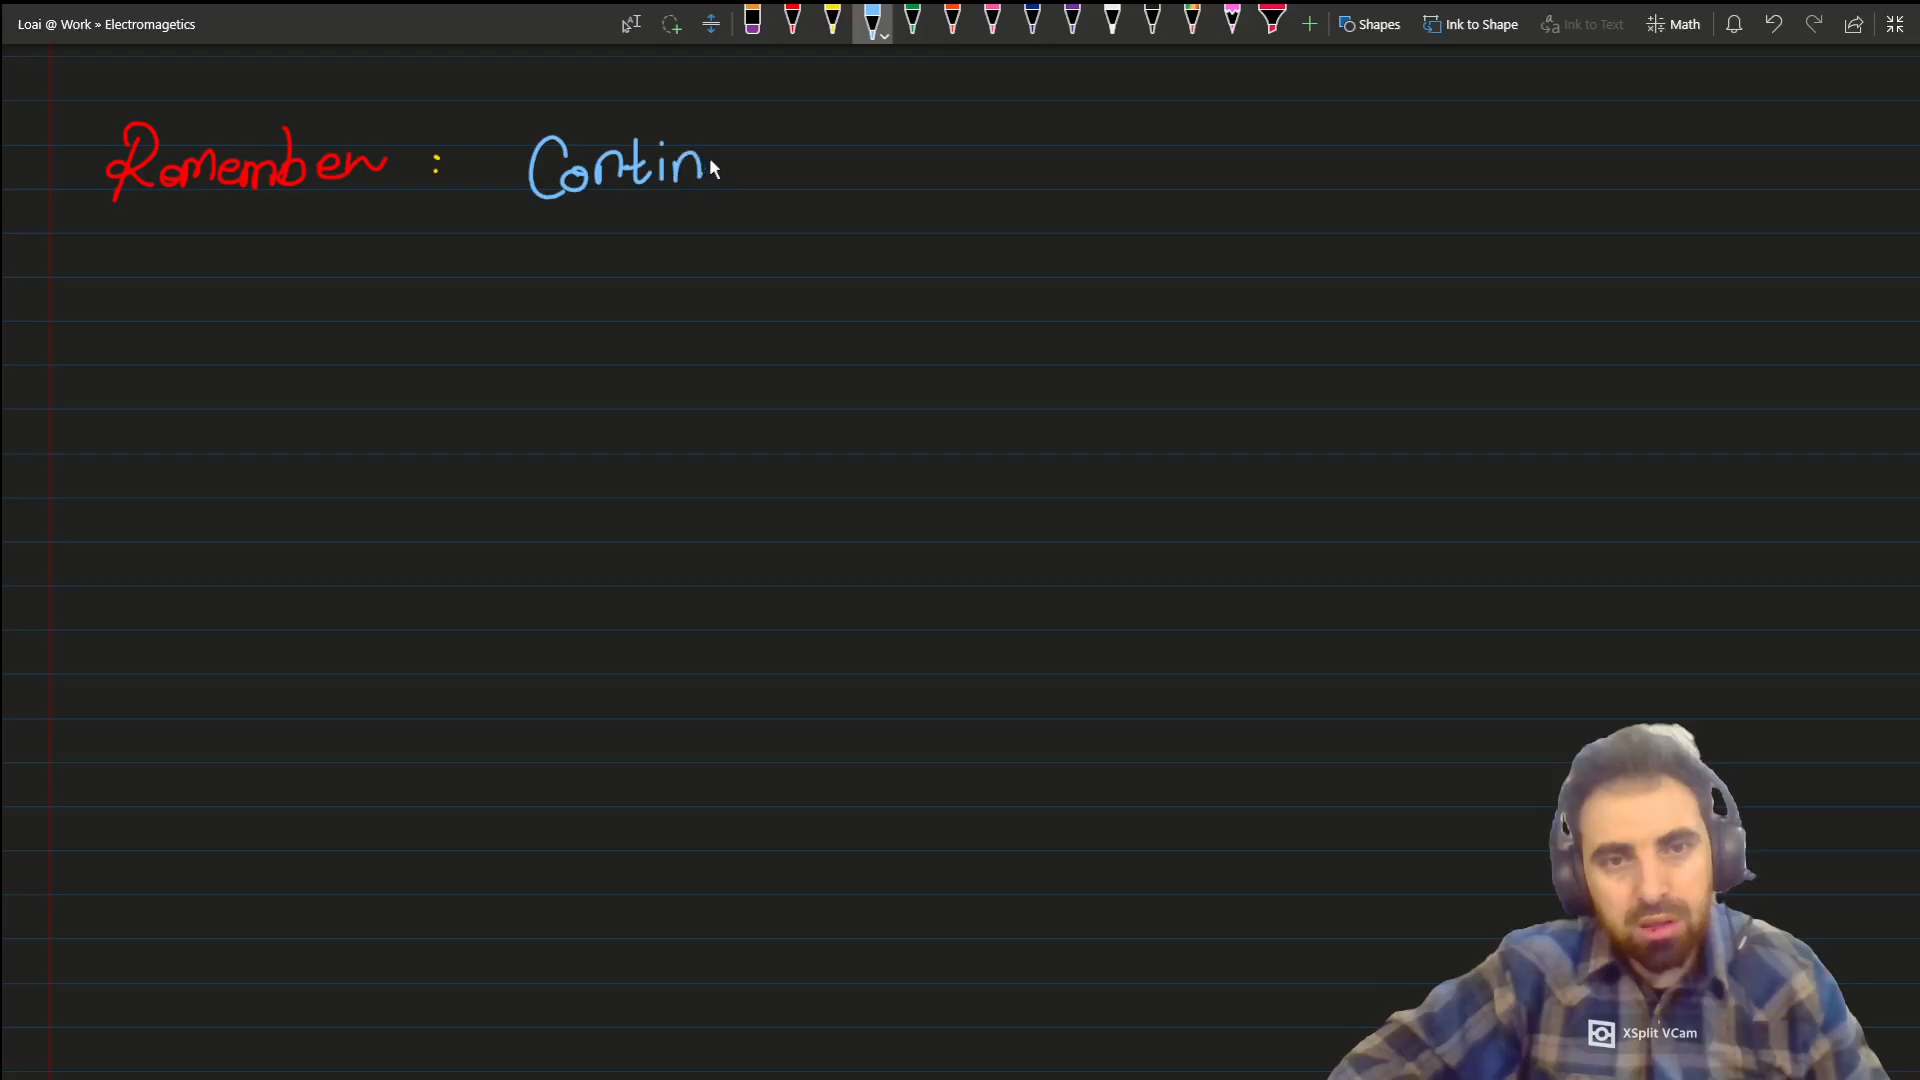 Loai @ Work » Electromagetics
Shapes Ink to Shape Ink to Text Math
Remember : Contin
XSplit VCam